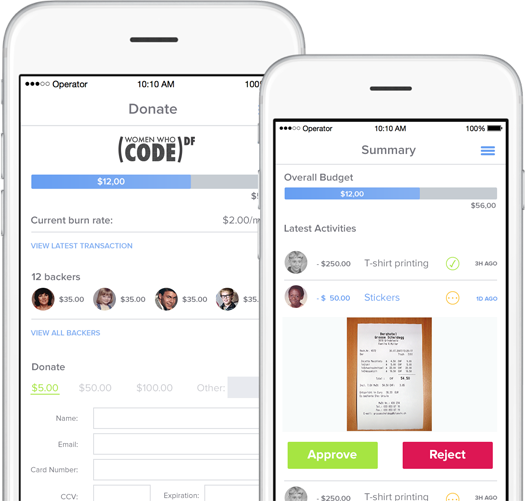 ●●●○○ Operator 10:10 AM 100%
Donate
(WOMEN WHO
CODE) DF
$12,00
Current burn rate: $2.00/m
VIEW LATEST TRANSACTION
12 backers
$35.00 $35.00 $35.00 $35.
VIEW ALL BACKERS
Donate
$5.00 $50.00 $100.00 Other:
Name:
Email:
Card Number:
CCV: Expiration:
●●●○○ Operator 10:10 AM 100%
Summary
Overall Budget
$12,00
$56,00
Latest Activities
- $250.00 T-shirt printing 3H AGO
- $ 50.00 Stickers 1D AGO
Approve Reject
- $250.00 T-shirt printing 3H AGO